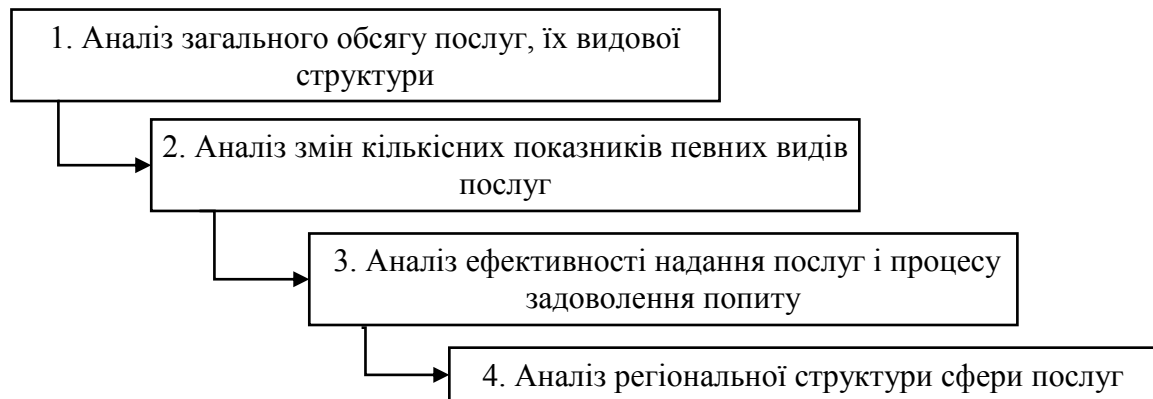 1. Аналіз загального обсягу послуг, їх видової
структури
2. Аналіз змін кількісних показників певних видів
послуг
3. Аналіз ефективності надання послуг і процесу
задоволення попиту
4. Аналіз регіональної структури сфери послуг